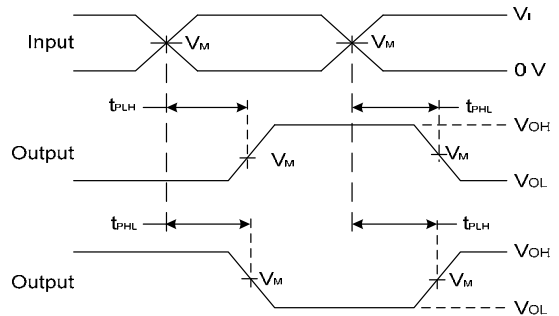 VI
Input VM VM
0 V
tPLH tPHL
VOH
Output VM VM
VOL
tPHL tPLH
VOH
Output VM VM
VOL